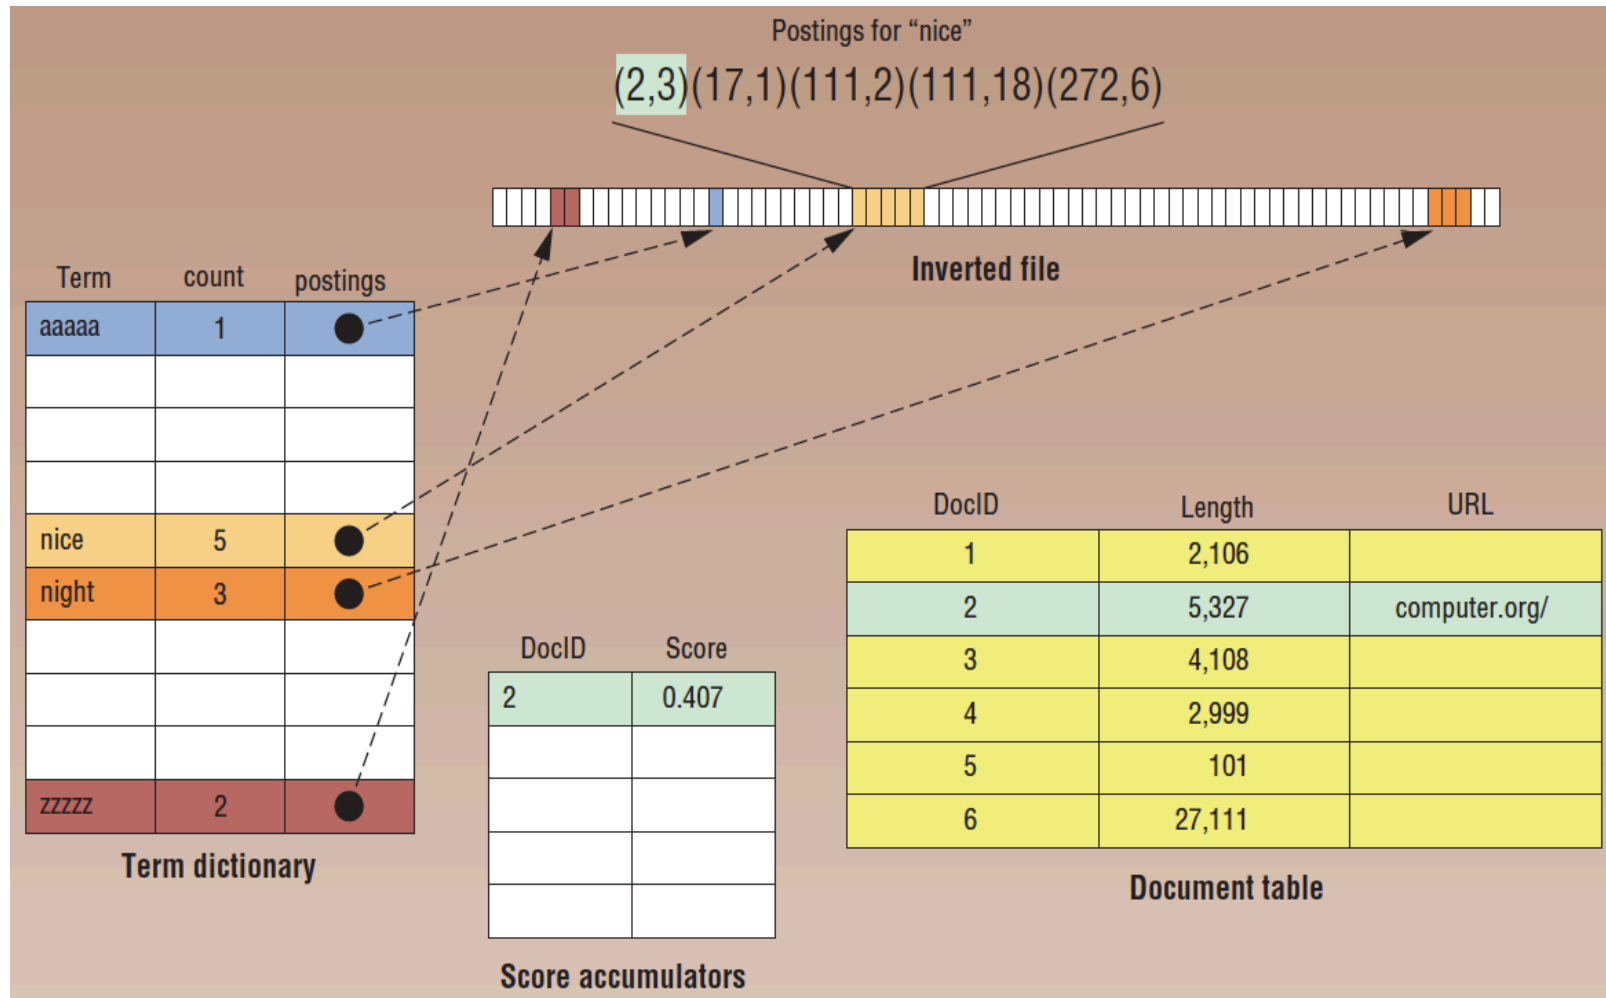 Postings for “nice”
(2,3)(17,1)(111,2)(111,18)(272,6)
Inverted file
Term count postings
aaaaa 1
nice 5
night 3
zzzzz 2
Term dictionary
DocID Score
2 0.407
Score accumulators
DocID Length URL
1 2,106
2 5,327 computer.org/
3 4,108
4 2,999
5 101
6 27,111
Document table